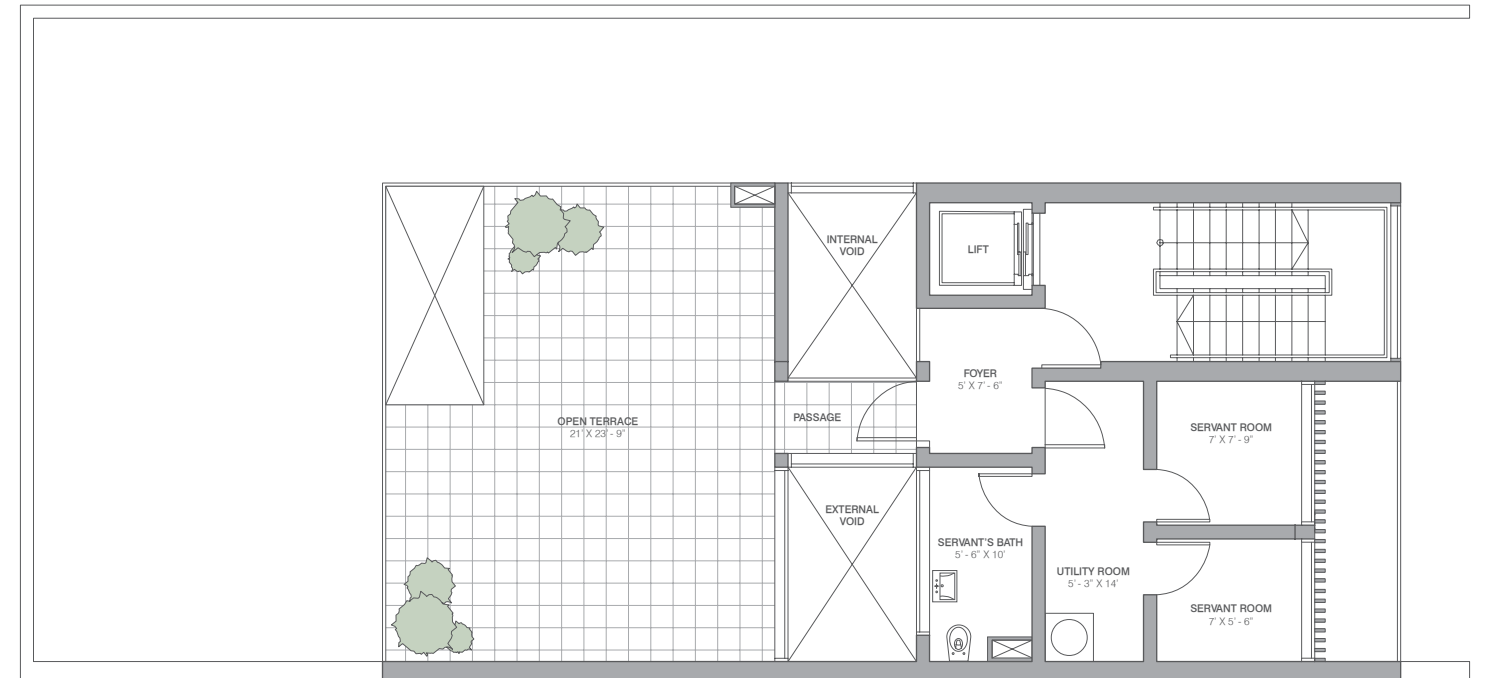 INTERNAL
VOID
LIFT
FOYER
5' X 7' - 6"
OPEN TERRACE
21' X 23' - 9"
PASSAGE
SERVANT ROOM
7' X 7' - 9"
EXTERNAL
VOID
SERVANT'S BATH
5' - 6" X 10'
UTILITY ROOM
5' - 3" X 14'
SERVANT ROOM
7' X 5' - 6"